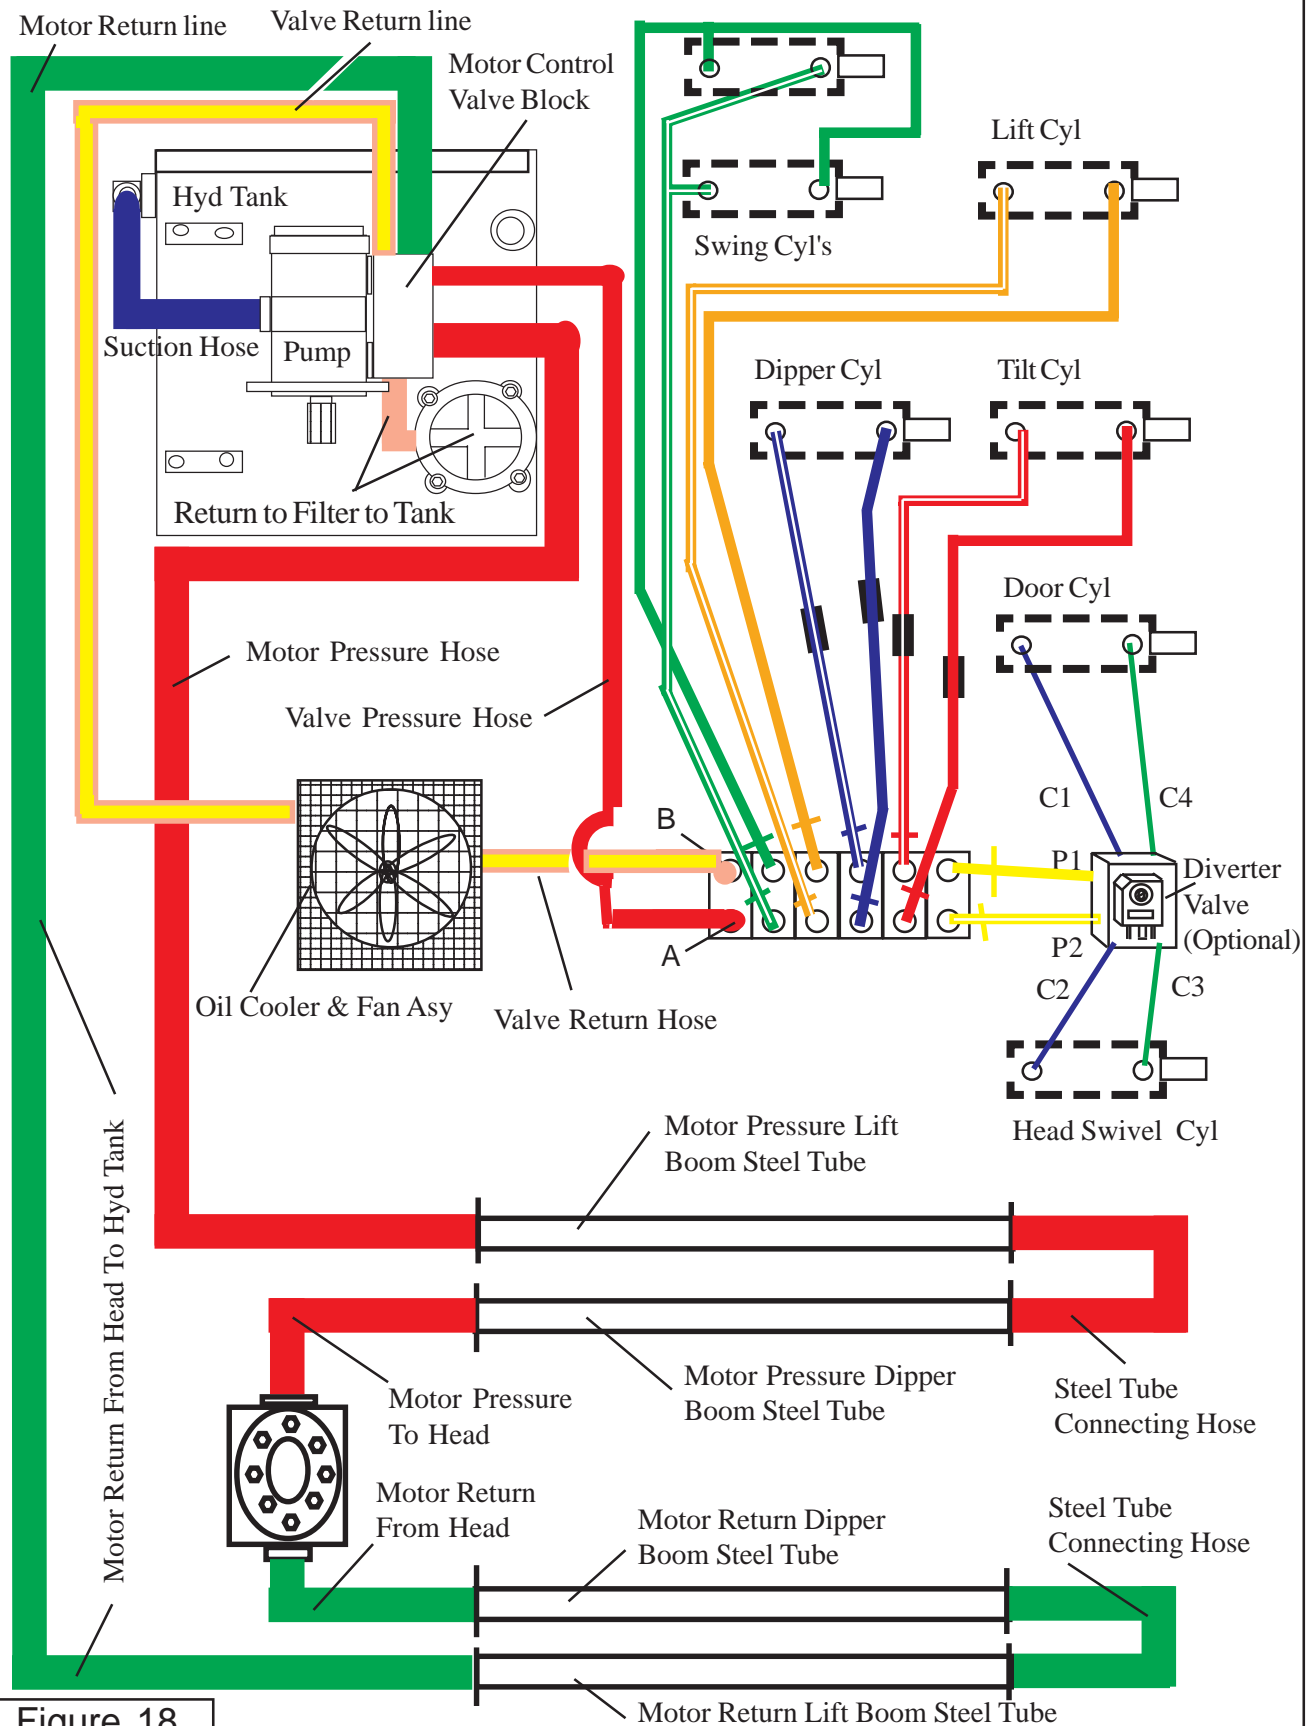 Motor Return line
Valve Return line
Motor Control
Valve Block
Lift Cyl
Hyd Tank
Swing Cyl's
Suction Hose
Pump
Dipper Cyl
Tilt Cyl
Return to Filter to Tank
Door Cyl
Motor Pressure Hose
Valve Pressure Hose
C1
C4
B
P1
Diverter
Valve
(Optional)
A
P2
C2
C3
Oil Cooler & Fan Asy
Valve Return Hose
Head Swivel Cyl
Motor Pressure Lift
Boom Steel Tube
Motor Return From Head To Hyd Tank
Motor Pressure Dipper
Boom Steel Tube
Steel Tube
Connecting Hose
Motor Pressure
To Head
Motor Return
From Head
Motor Return Dipper
Boom Steel Tube
Steel Tube
Connecting Hose
Motor Return Lift Boom Steel Tube
Figure 18